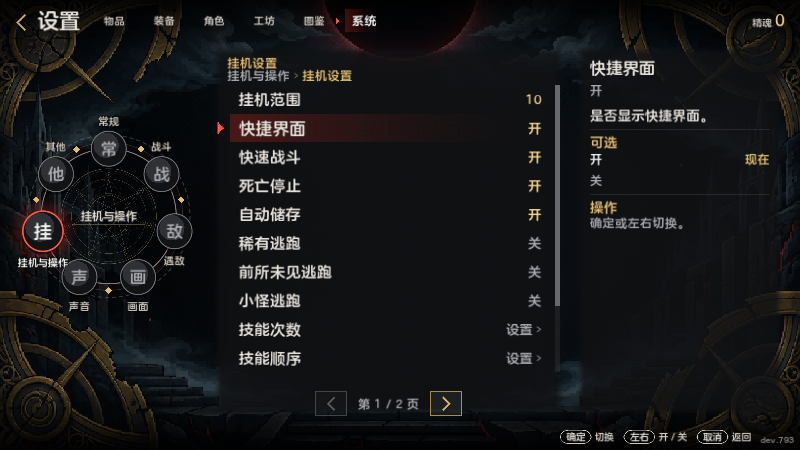 设置 物品 装备 角色 工坊 图鉴 系统 精魂 0
挂机设置
挂机与操作 > 挂机设置
挂机范围 10
快捷界面 开
快速战斗 开
死亡停止 开
自动储存 开
稀有逃跑 关
前所未见逃跑 关
小怪逃跑 关
技能次数 设置 >
技能顺序 设置 >
第 1 / 2 页
常规
常
其他
他
战斗
战
挂机与操作
挂
挂机与操作
敌
遇敌
声
声音
画
画面
快捷界面
开
是否显示快捷界面。
可选
开 现在
关
操作
确定或左右切换。
确定 切换 左右 开 / 关 取消 返回 dev.793